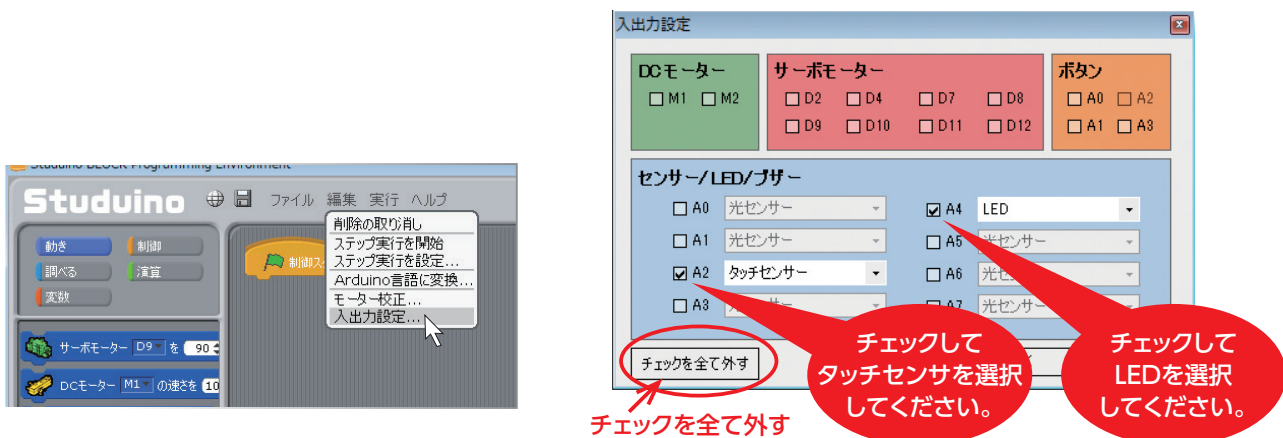 Studuino BLOCK Programming Environment
Studuino ファイル 編集 実行 ヘルプ
動き 制御
調べる 演算
変数
制御ス
削除の取り消し
ステップ実行を開始
ステップ実行を設定...
Arduino言語に変換...
モーター校正...
入出力設定...
サーボモーター D9 を 90
DCモーター M1 の速さを 10
入出力設定
DCモーター
M1 M2
サーボモーター
D2 D4 D7 D8
D9 D10 D11 D12
ボタン
A0 A2
A1 A3
センサー/LED/ブザー
A0 光センサー
A1 光センサー
A2 タッチセンサー
A3
A4 LED
A5 光センサー
A6
A7 光センサー
チェックを全て外す
チェックして
タッチセンサを選択
してください。
チェックして
LEDを選択
してください。
チェックを全て外す